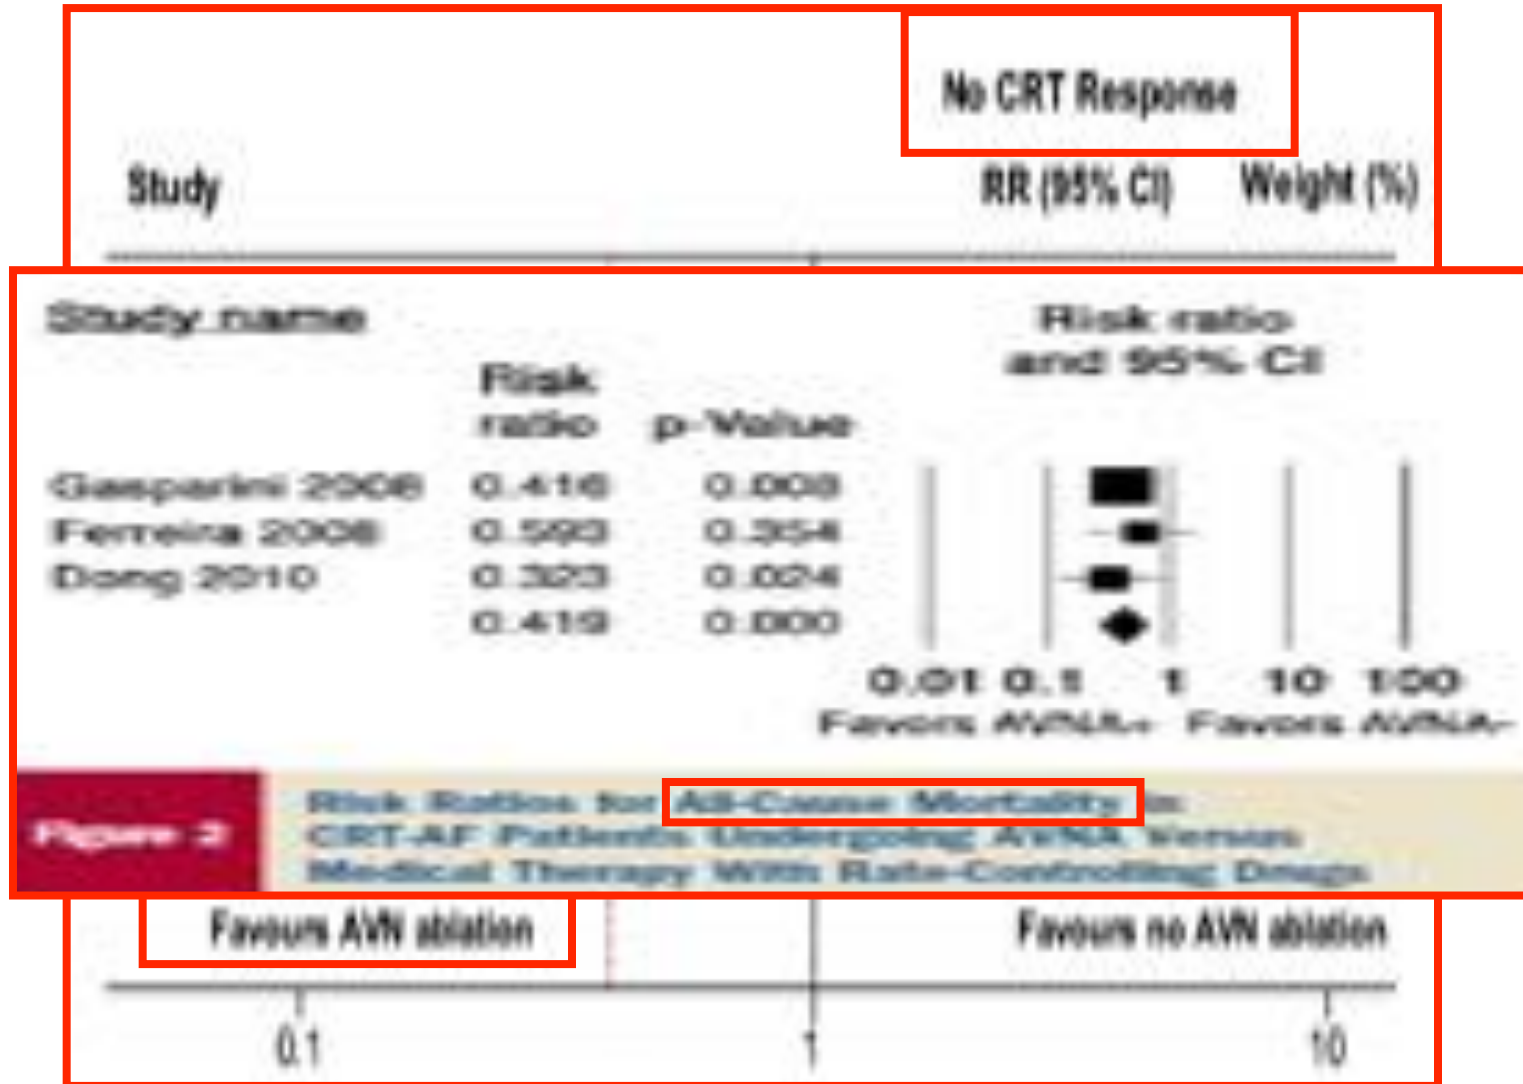 No CRT Response
Study RR (95% CI) Weight (%)
Study name Risk ratio
and 95% CI
Risk
ratio p-Value
Gasparini 2008 0.416 0.003
Ferreira 2008 0.593 0.354
Dong 2010 0.323 0.024
0.419 0.000
0.01 0.1 1 10 100
Favors AVNA+ Favors AVNA-
Figure 2
Risk Ratios for All-Cause Mortality in
CRT-AF Patients Undergoing AVNA Versus
Medical Therapy With Rate-Controlling Drugs
Favours AVN ablation Favours no AVN ablation
0.1 1 10